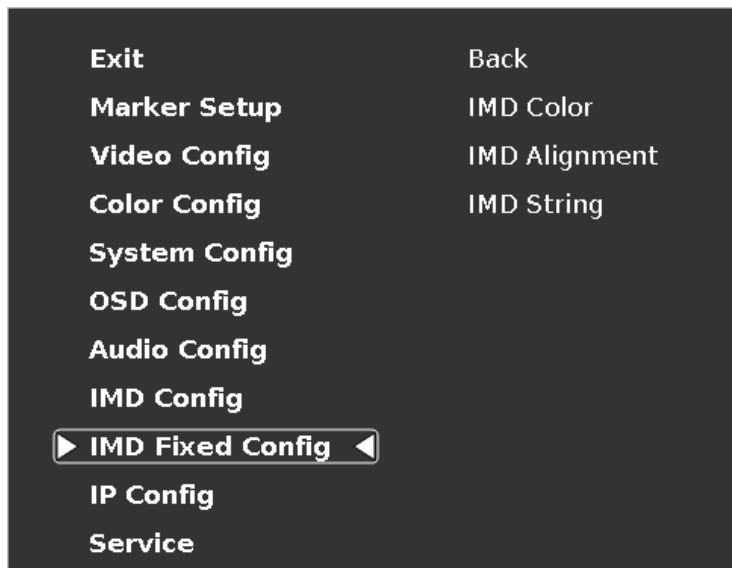 Exit
Marker Setup
Video Config
Color Config
System Config
OSD Config
Audio Config
IMD Config
IMD Fixed Config
IP Config
Service
Back
IMD Color
IMD Alignment
IMD String